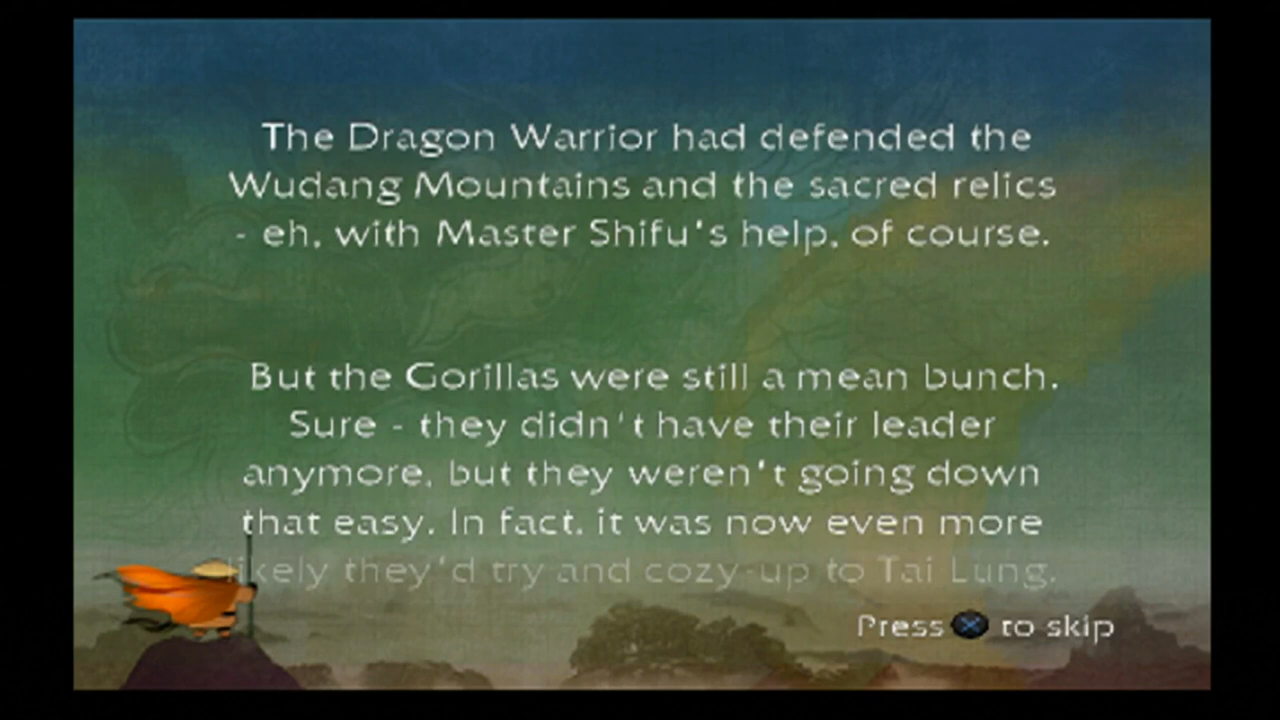 The Dragon Warrior had defended the
Wudang Mountains and the sacred relics
- eh, with Master Shifu's help, of course.
But the Gorillas were still a mean bunch.
Sure - they didn't have their leader
anymore, but they weren't going down
that easy. In fact, it was now even more
likely they'd try and cozy-up to Tai Lung.
Press to skip